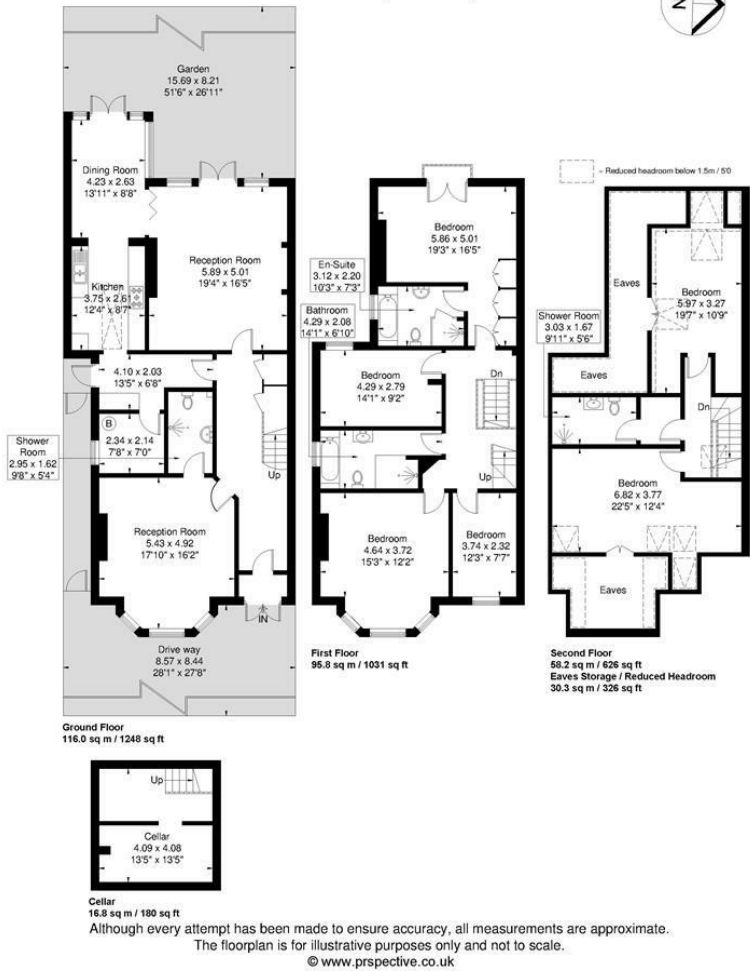 N
Garden
15.69 x 8.21
51'6" x 26'11"
Dining Room
4.23 x 2.63
13'11" x 8'8"
Reception Room
5.89 x 5.01
19'4" x 16'5"
Kitchen
3.75 x 2.61
12'4" x 8'7"
4.10 x 2.03
13'5" x 6'8"
B
2.34 x 2.14
7'8" x 7'0"
Shower
Room
2.95 x 1.62
9'8" x 5'4"
Up
Reception Room
5.43 x 4.92
17'10" x 16'2"
IN
Drive way
8.57 x 8.44
28'1" x 27'8"
Ground Floor
116.0 sq m / 1248 sq ft
Bedroom
5.86 x 5.01
19'3" x 16'5"
En-Suite
3.12 x 2.20
10'3" x 7'3"
Bathroom
4.29 x 2.08
14'1" x 6'10"
Bedroom
4.29 x 2.79
14'1" x 9'2"
Dn
Up
Bedroom
4.64 x 3.72
15'3" x 12'2"
Bedroom
3.74 x 2.32
12'3" x 7'7"
First Floor
95.8 sq m / 1031 sq ft
= Reduced headroom below 1.5m / 5'0
Eaves
Bedroom
5.97 x 3.27
19'7" x 10'9"
Shower Room
3.03 x 1.67
9'11" x 5'6"
Eaves
Dn
Bedroom
6.82 x 3.77
22'5" x 12'4"
Eaves
Second Floor
58.2 sq m / 626 sq ft
Eaves Storage / Reduced Headroom
30.3 sq m / 326 sq ft
Up
Cellar
4.09 x 4.08
13'5" x 13'5"
Cellar
16.8 sq m / 180 sq ft
Although every attempt has been made to ensure accuracy, all measurements are approximate.
The floorplan is for illustrative purposes only and not to scale.
© www.prspective.co.uk